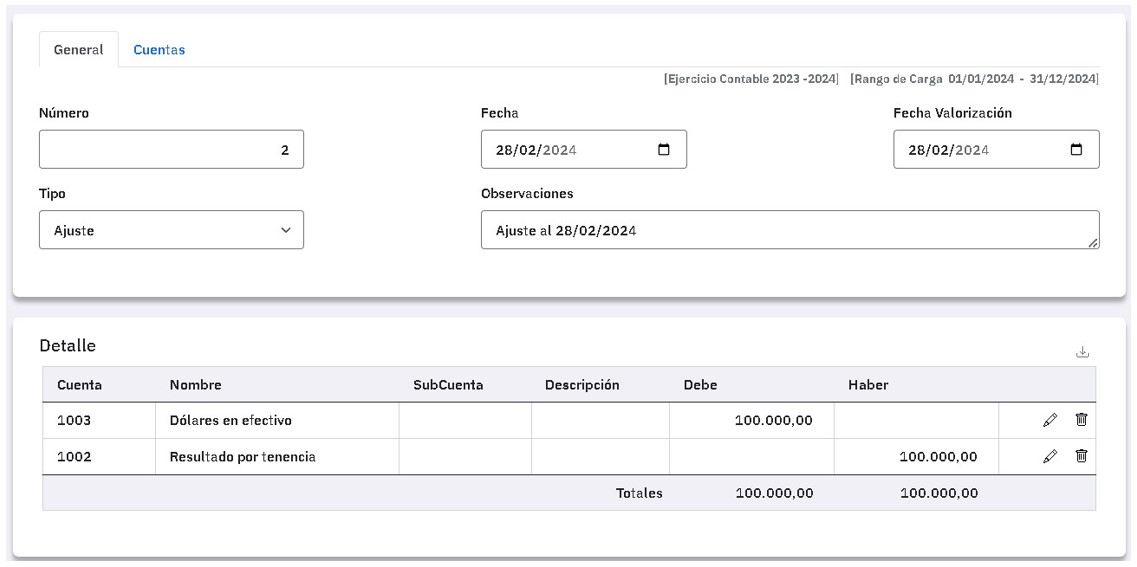 General Cuentas
[Ejercicio Contable 2023 -2024] [Rango de Carga 01/01/2024 - 31/12/2024]
Número Fecha Fecha Valorización
2 28/02/2024 28/02/2024
Tipo Observaciones
Ajuste Ajuste al 28/02/2024
Detalle
Cuenta Nombre SubCuenta Descripción Debe Haber
1003 Dólares en efectivo 100.000,00
1002 Resultado por tenencia 100.000,00
Totales 100.000,00 100.000,00